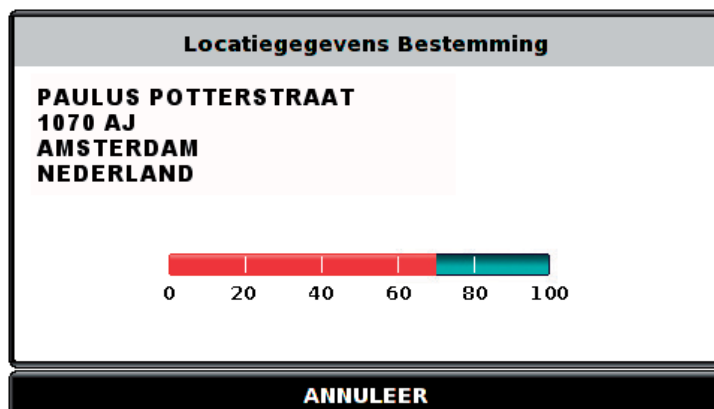 Locatiegegevens Bestemming
PAULUS POTTERSTRAAT
1070 AJ
AMSTERDAM
NEDERLAND
0 20 40 60 80 100
ANNULEER